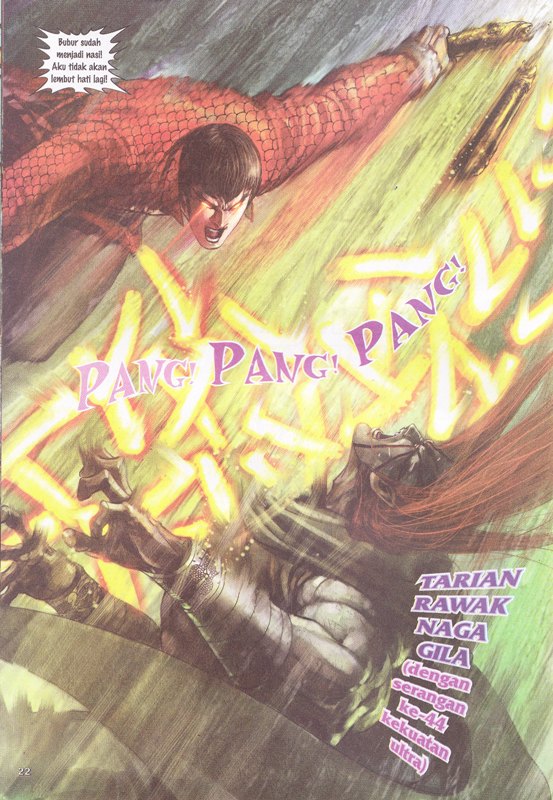 Bubur sudah
menjadi nasi!
Aku tidak akan
lembut hati lagi!
PANG! PANG! PANG!
TARIAN
RAWAK
NAGA
GILA
(dengan
serangan
ke-44
kekuatan
ultra)
22